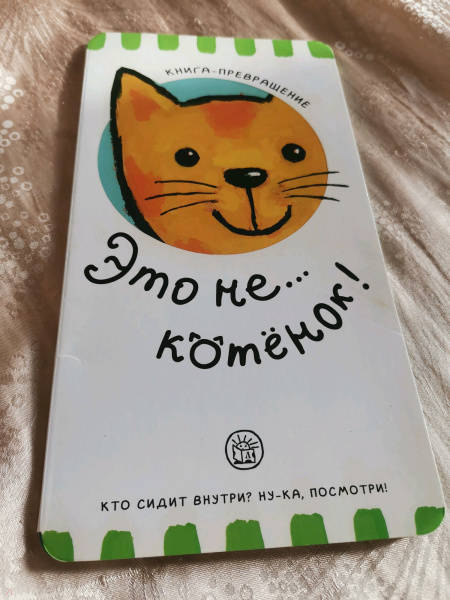 КНИГА-ПРЕВРАЩЕНИЕ
Это не...
котёнок!
КТО СИДИТ ВНУТРИ? НУ-КА, ПОСМОТРИ!